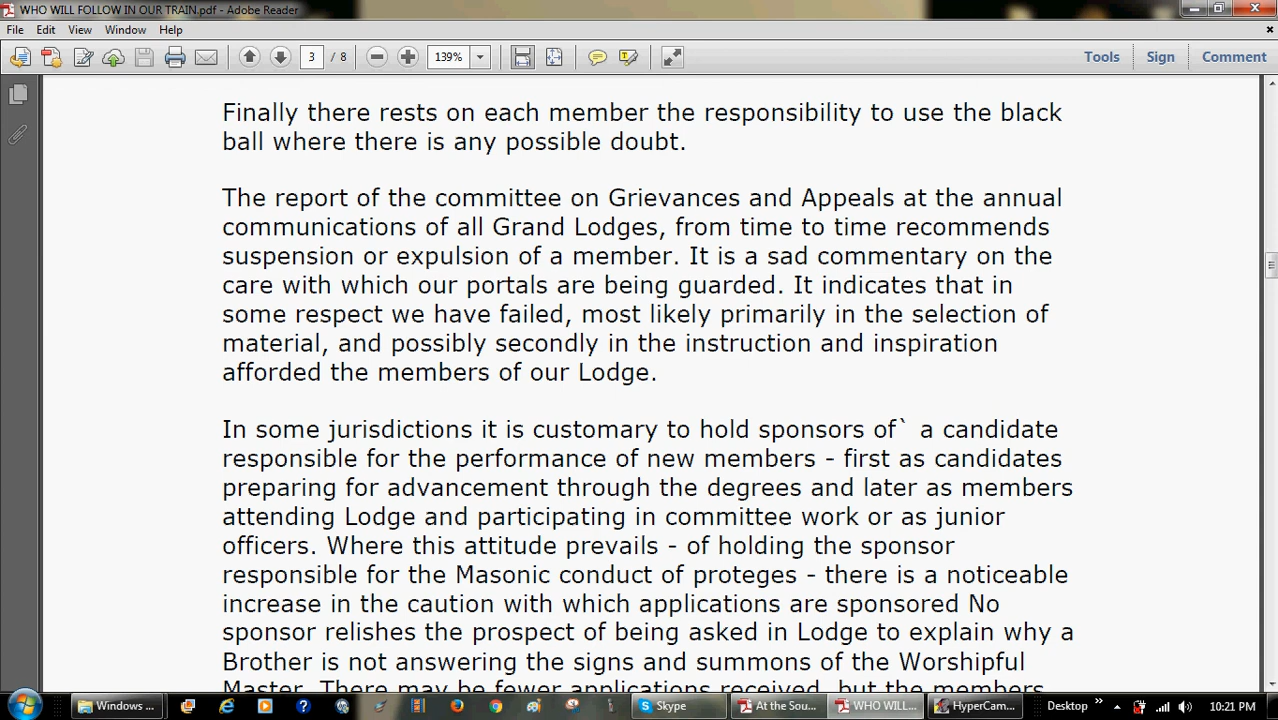 WHO WILL FOLLOW IN OUR TRAIN.pdf - Adobe Reader
File Edit View Window Help
3 / 8 139% Tools Sign Comment
Finally there rests on each member the responsibility to use the black
ball where there is any possible doubt.
The report of the committee on Grievances and Appeals at the annual
communications of all Grand Lodges, from time to time recommends
suspension or expulsion of a member. It is a sad commentary on the
care with which our portals are being guarded. It indicates that in
some respect we have failed, most likely primarily in the selection of
material, and possibly secondly in the instruction and inspiration
afforded the members of our Lodge.
In some jurisdictions it is customary to hold sponsors of` a candidate
responsible for the performance of new members - first as candidates
preparing for advancement through the degrees and later as members
attending Lodge and participating in committee work or as junior
officers. Where this attitude prevails - of holding the sponsor
responsible for the Masonic conduct of proteges - there is a noticeable
increase in the caution with which applications are sponsored No
sponsor relishes the prospect of being asked in Lodge to explain why a
Brother is not answering the signs and summons of the Worshipful
Master. There may be fewer applications received, but the members
Windows ... Skype At the Sou... WHO WILL... HyperCam... Desktop » 10:21 PM